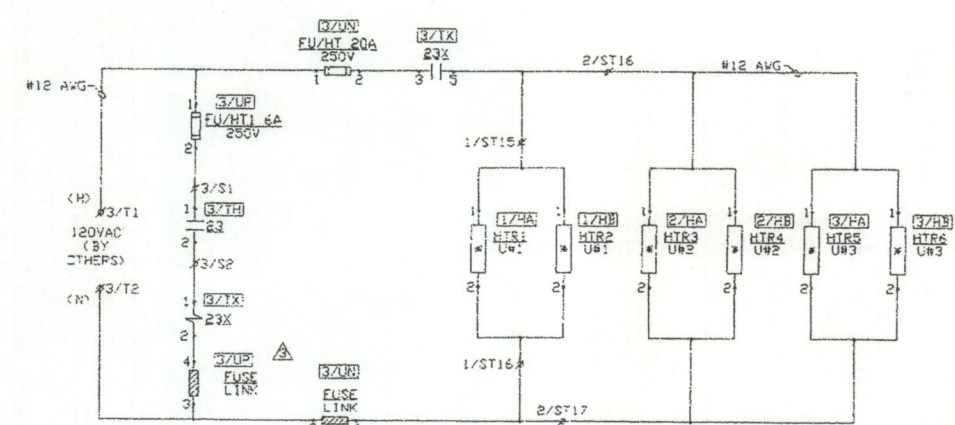 3/UN
FU/HT 20A
250V
1 2
3/TX
23X
3 5
2/ST16
#12 AWG
#12 AWG
1
3/UP
FU/HT1 6A
250V
2
1/ST15
3/S1
(H)
3/T1
1
3/TH
23
2
120VAC
(BY
OTHERS)
3/S2
(N)
3/T2
1
3/TX
23X
2
1
1/HA
HTR1
U#1
*
2
1
1/HB
HTR2
U#1
*
2
1
2/HA
HTR3
U#2
*
2
1
2/HB
HTR4
U#2
*
2
1
3/HA
HTR5
U#3
*
2
1
3/HB
HTR6
U#3
*
2
4
3/UP
FUSE
LINK
3
3
3/UN
FUSE
LINK
1/ST16
2/ST17